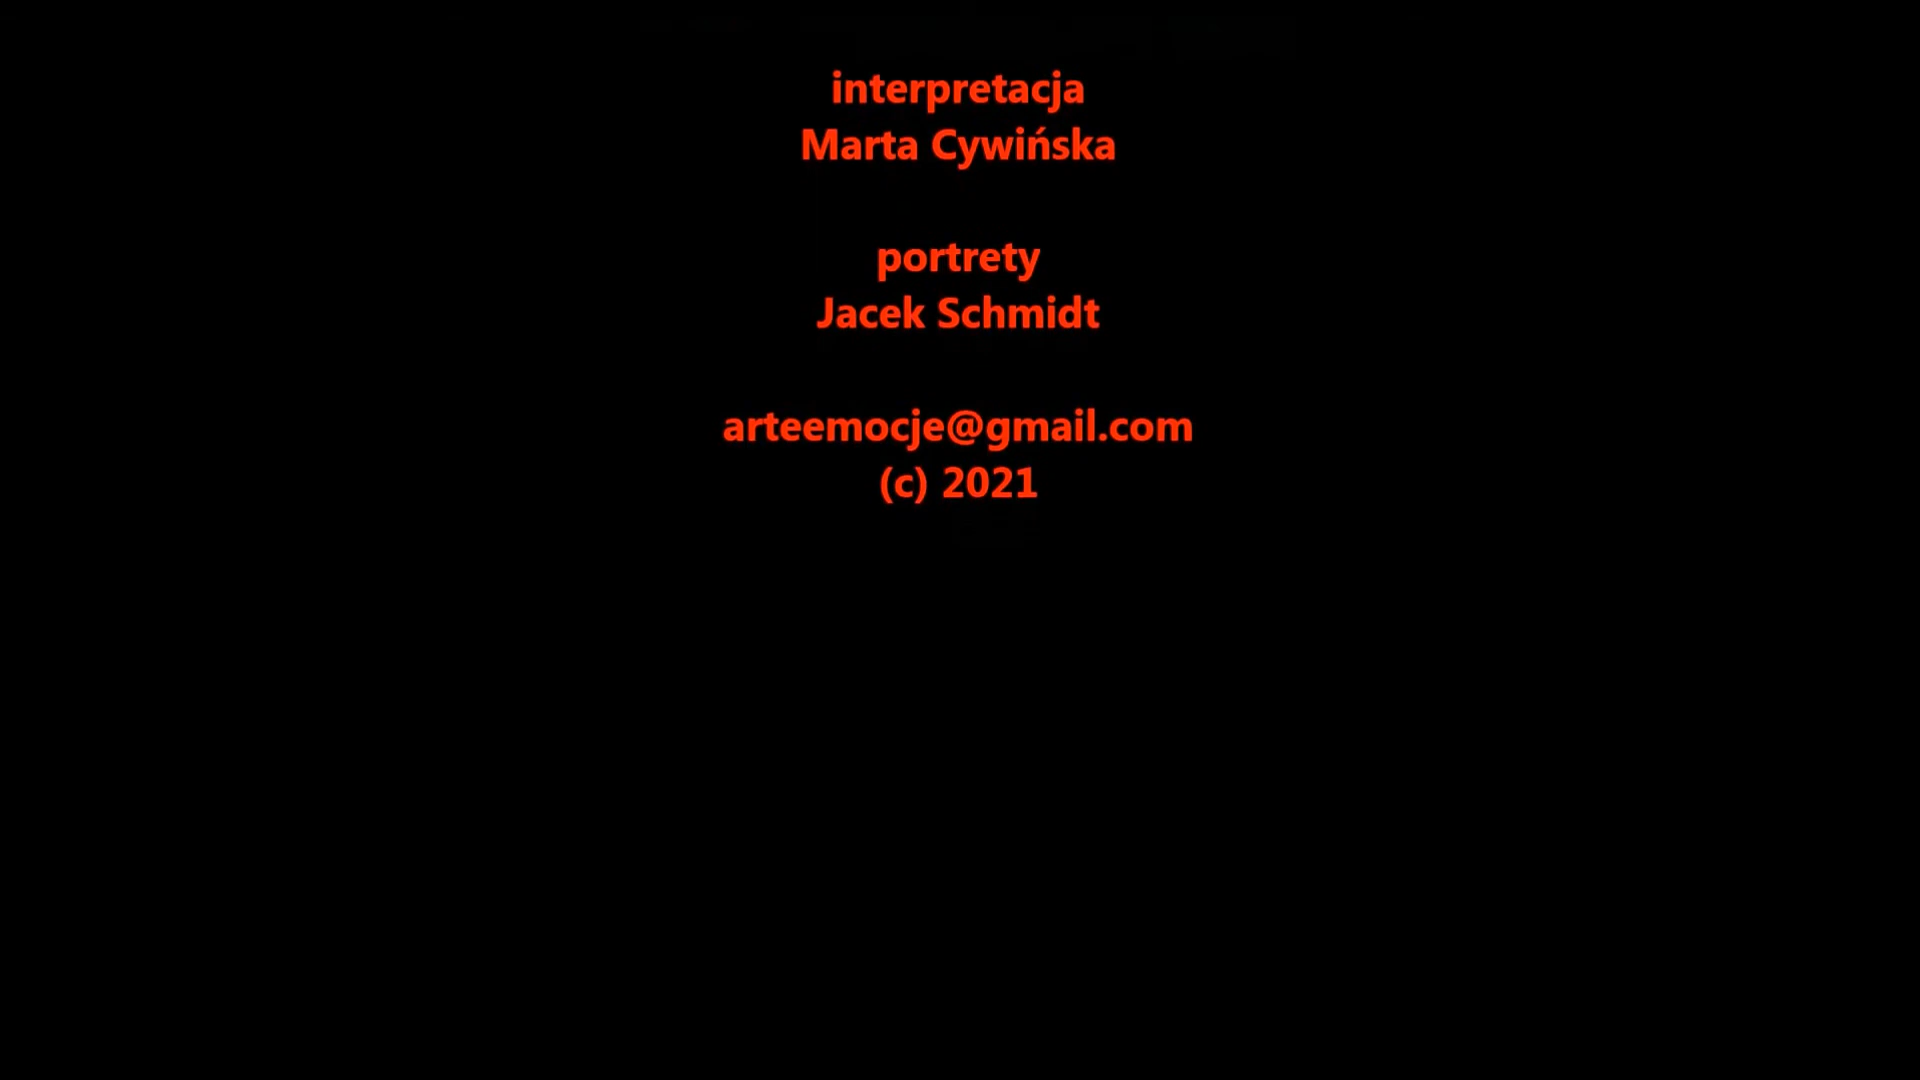 interpretacja
Marta Cywińska
portrety
Jacek Schmidt
arteemocje@gmail.com
(c) 2021